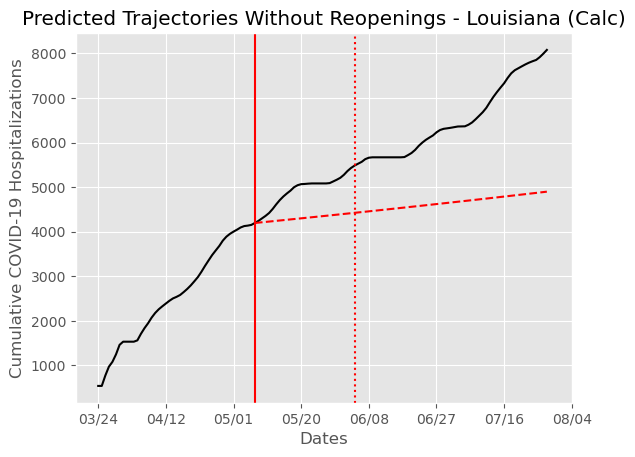 Predicted Trajectories Without Reopenings - Louisiana (Calc)
Cumulative COVID-19 Hospitalizations
8000
7000
6000
5000
4000
3000
2000
1000
03/24 04/12 05/01 05/20 06/08 06/27 07/16 08/04
Dates